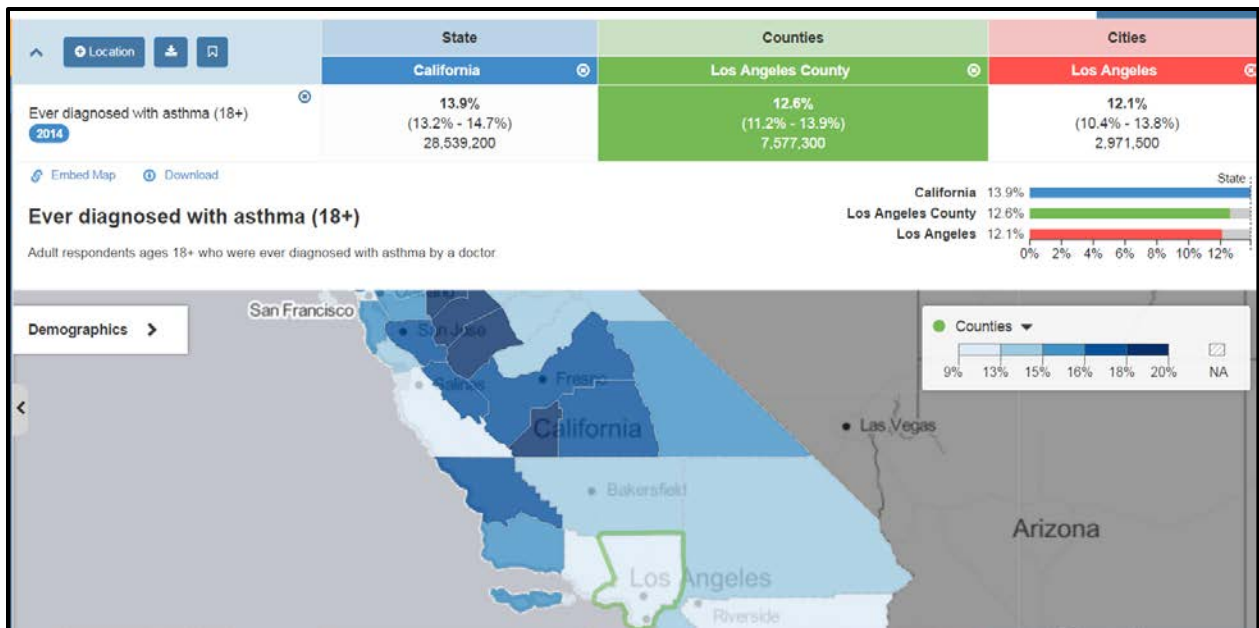 State
Counties
Cities
Location
California
Los Angeles County
Los Angeles
Ever diagnosed with asthma (18+)
2014
13.9%
(13.2% - 14.7%)
28,539,200
12.6%
(11.2% - 13.9%)
7,577,300
12.1%
(10.4% - 13.8%)
2,971,500
Embed Map
Download
Ever diagnosed with asthma (18+)
Adult respondents ages 18+ who were ever diagnosed with asthma by a doctor.
State
California 13.9%
Los Angeles County 12.6%
Los Angeles 12.1%
0% 2% 4% 6% 8% 10% 12%
Demographics
San Francisco
San Jose
Salinas
Fresno
California
Las Vegas
Bakersfield
Arizona
Los Angeles
Riverside
Counties
9% 13% 15% 16% 18% 20% NA